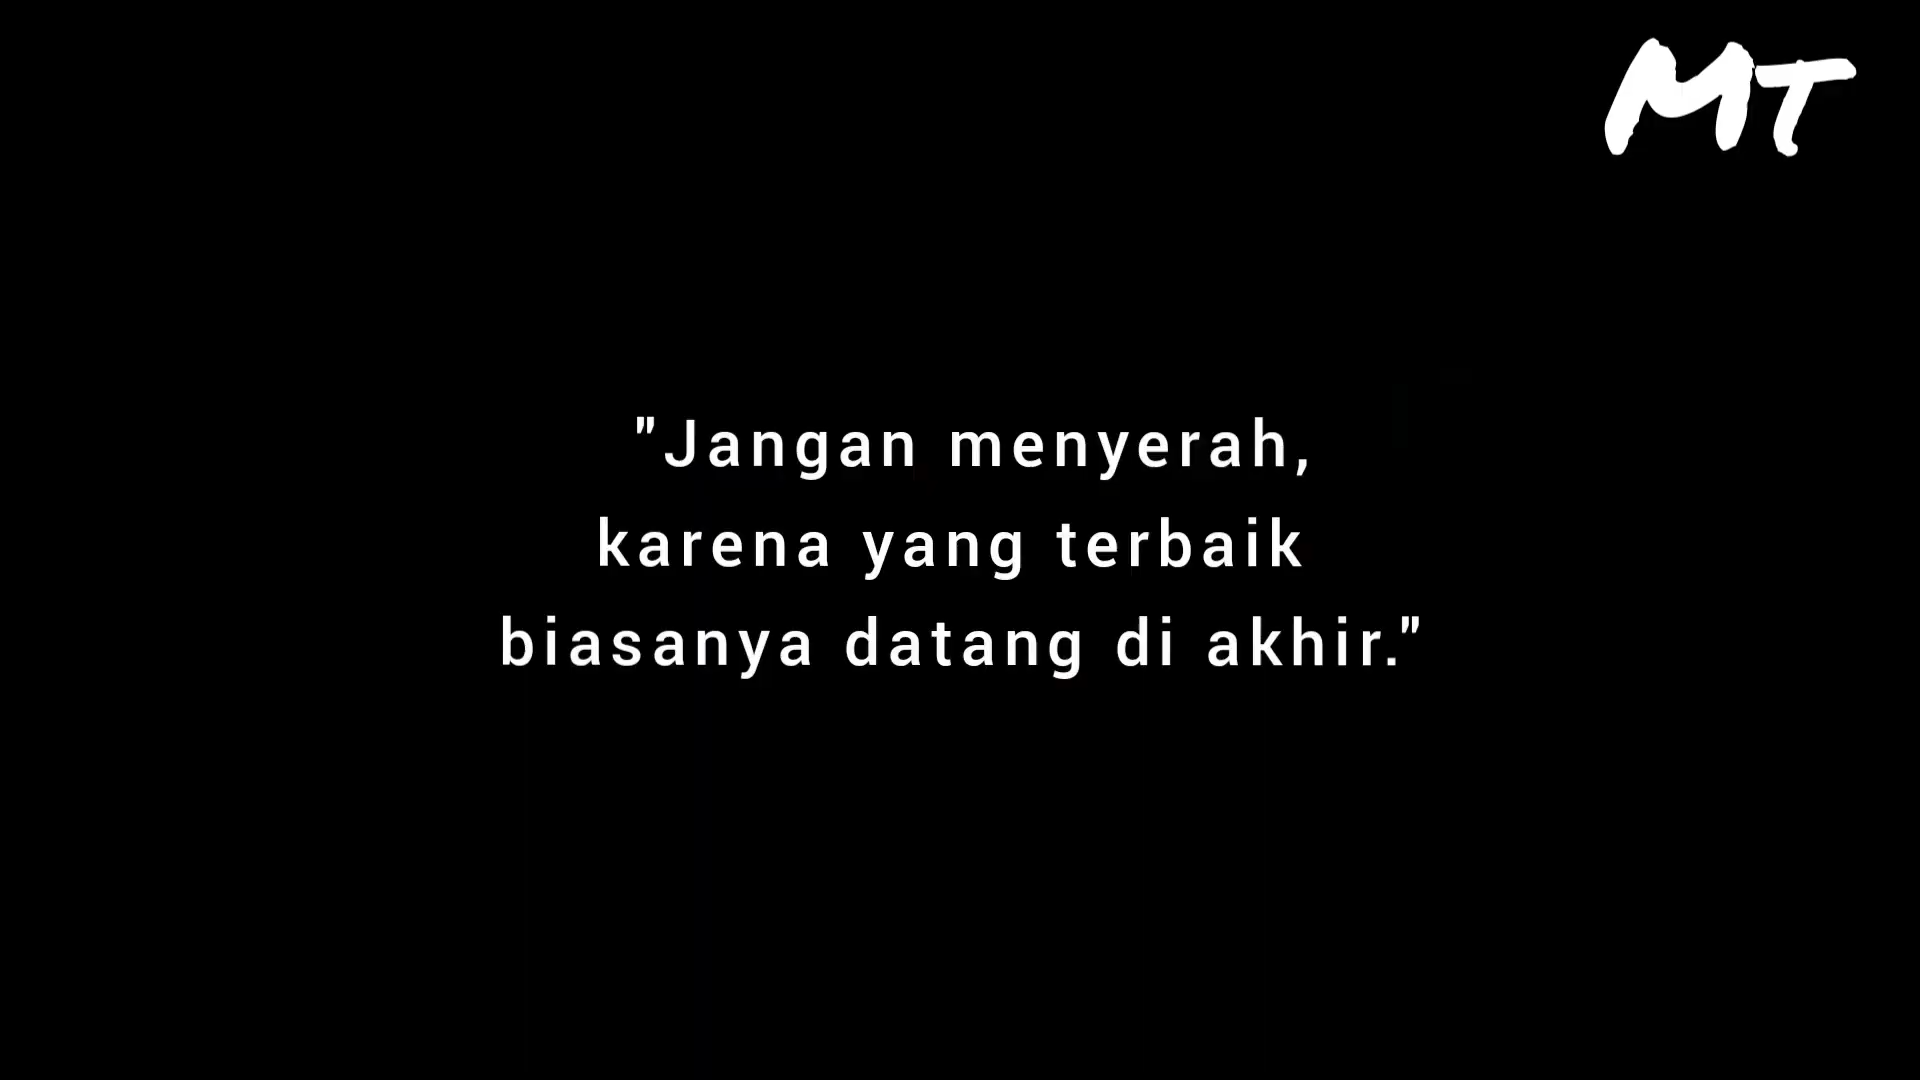 MT
"Jangan menyerah,
karena yang terbaik
biasanya datang di akhir."